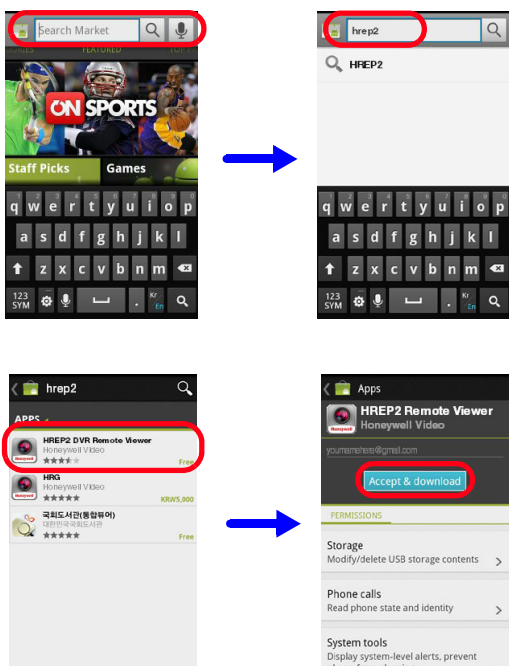 Search Market
FEATURED
ON SPORTS
Staff Picks
Games
q w e r t y u i o p
a s d f g h j k l
z x c v b n m
123
SYM
.
Kr
En
hrep2
HREP2
q w e r t y u i o p
a s d f g h j k l
z x c v b n m
123
SYM
.
Kr
En
hrep2
APPS
HREP2 DVR Remote Viewer
Honeywell Video
Free
HRG
Honeywell Video
KRW5,000
국회도서관(통합뷰어)
대한민국국회도서관
Free
Apps
HREP2 Remote Viewer
Honeywell Video
yournamehere@gmail.com
Accept & download
PERMISSIONS
Storage
Modify/delete USB storage contents
Phone calls
Read phone state and identity
System tools
Display system-level alerts, prevent